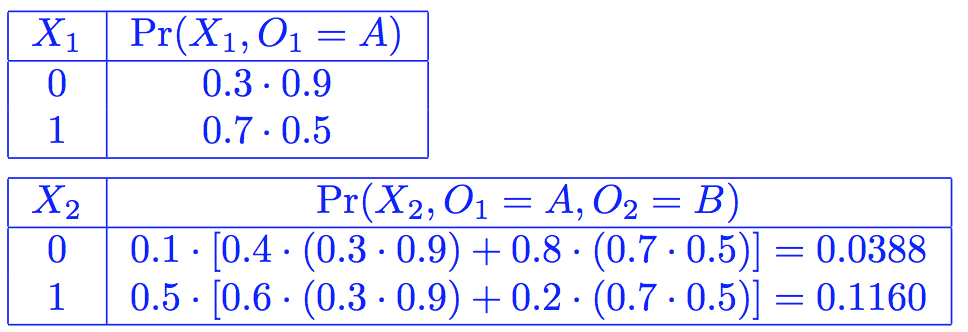 X₁ Pr(X₁, O₁ = A)
0 0.3 · 0.9
1 0.7 · 0.5
X₂ Pr(X₂, O₁ = A, O₂ = B)
0 0.1 · [0.4 · (0.3 · 0.9) + 0.8 · (0.7 · 0.5)] = 0.0388
1 0.5 · [0.6 · (0.3 · 0.9) + 0.2 · (0.7 · 0.5)] = 0.1160